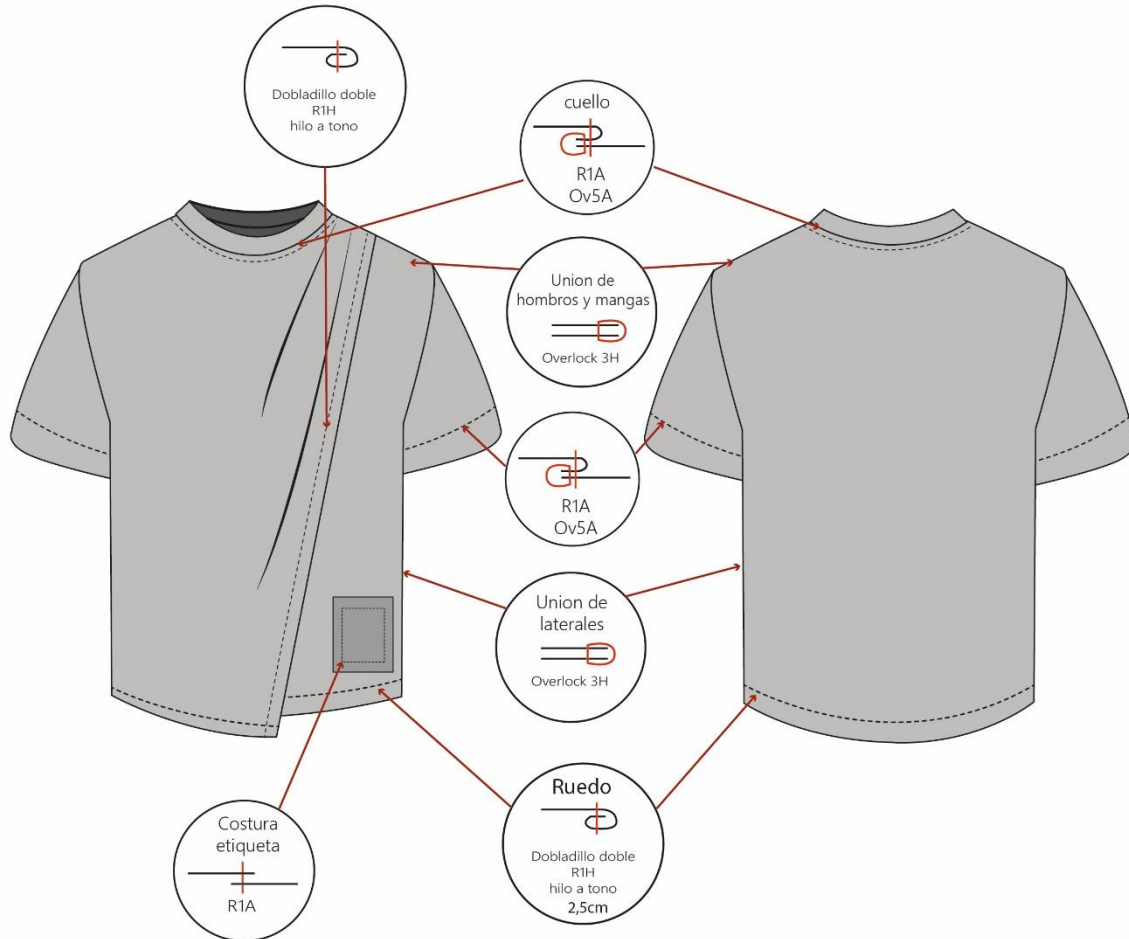 Dobladillo doble
R1H
hilo a tono
cuello
R1A
Ov5A
Union de
hombros y mangas
Overlock 3H
R1A
Ov5A
Union de
laterales
Overlock 3H
Ruedo
Dobladillo doble
R1H
hilo a tono
2,5cm
Costura
etiqueta
R1A